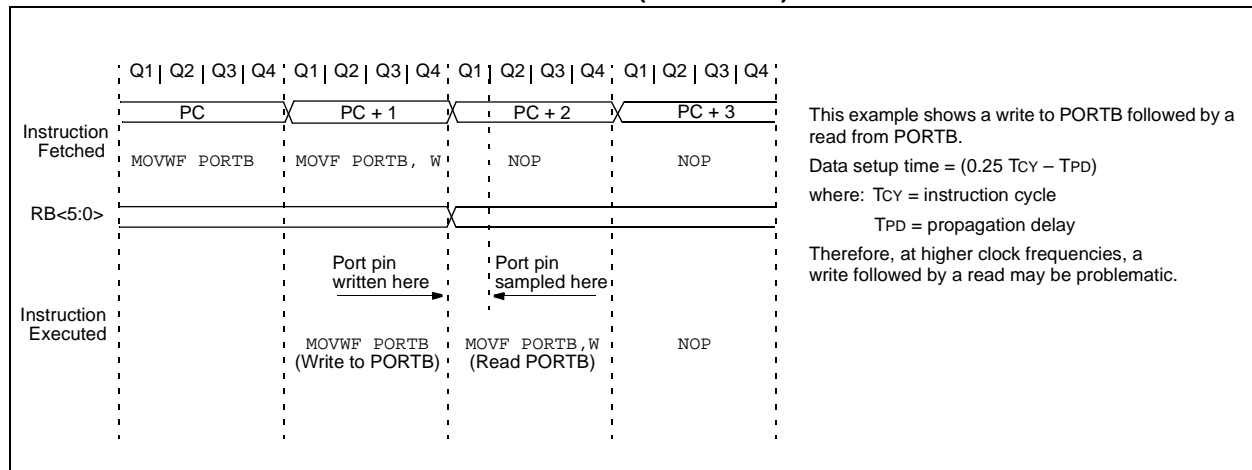 Q1 | Q2 | Q3 | Q4 Q1 | Q2 | Q3 | Q4 Q1 | Q2 | Q3 | Q4 Q1 | Q2 | Q3 | Q4
PC PC + 1 PC + 2 PC + 3
Instruction
Fetched
MOVWF PORTB MOVF PORTB, W NOP NOP
RB<5:0>
Port pin
written here
Port pin
sampled here
Instruction
Executed
MOVWF PORTB
(Write to PORTB)
MOVF PORTB,W
(Read PORTB)
NOP
This example shows a write to PORTB followed by a
read from PORTB.
Data setup time = (0.25 TCY – TPD)
where: TCY = instruction cycle
TPD = propagation delay
Therefore, at higher clock frequencies, a
write followed by a read may be problematic.